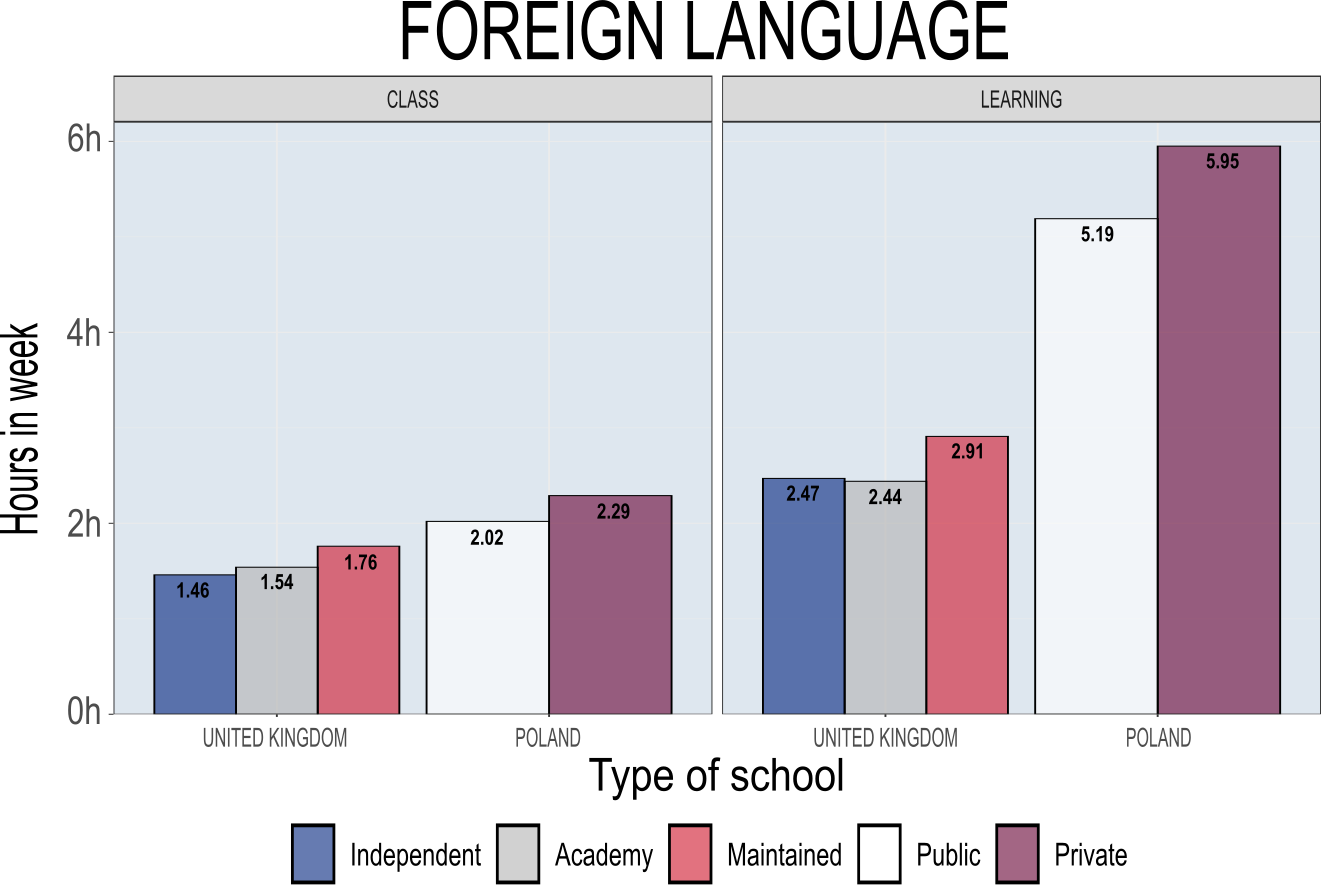 FOREIGN LANGUAGE
CLASS
LEARNING
Hours in week
6h
4h
2h
0h
1.46
1.54
1.76
2.02
2.29
2.47
2.44
2.91
5.19
5.95
UNITED KINGDOM
POLAND
UNITED KINGDOM
POLAND
Type of school
Independent
Academy
Maintained
Public
Private